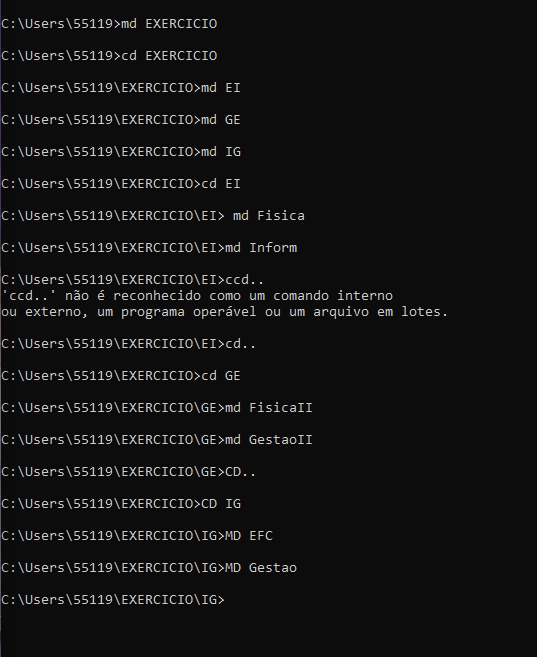 C:\Users\55119>md EXERCICIO
C:\Users\55119>cd EXERCICIO
C:\Users\55119\EXERCICIO>md EI
C:\Users\55119\EXERCICIO>md GE
C:\Users\55119\EXERCICIO>md IG
C:\Users\55119\EXERCICIO>cd EI
C:\Users\55119\EXERCICIO\EI> md Fisica
C:\Users\55119\EXERCICIO\EI>md Inform
C:\Users\55119\EXERCICIO\EI>ccd..
'ccd..' não é reconhecido como um comando interno
ou externo, um programa operável ou um arquivo em lotes.
C:\Users\55119\EXERCICIO\EI>cd..
C:\Users\55119\EXERCICIO>cd GE
C:\Users\55119\EXERCICIO\GE>md FisicaII
C:\Users\55119\EXERCICIO\GE>md GestaoII
C:\Users\55119\EXERCICIO\GE>CD..
C:\Users\55119\EXERCICIO>CD IG
C:\Users\55119\EXERCICIO\IG>MD EFC
C:\Users\55119\EXERCICIO\IG>MD Gestao
C:\Users\55119\EXERCICIO\IG>